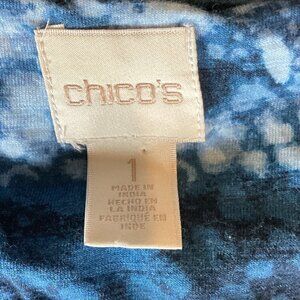 chico's
1
MADE IN
INDIA
HECHO EN
LA INDIA
FABRIQUÉ EN
INDE